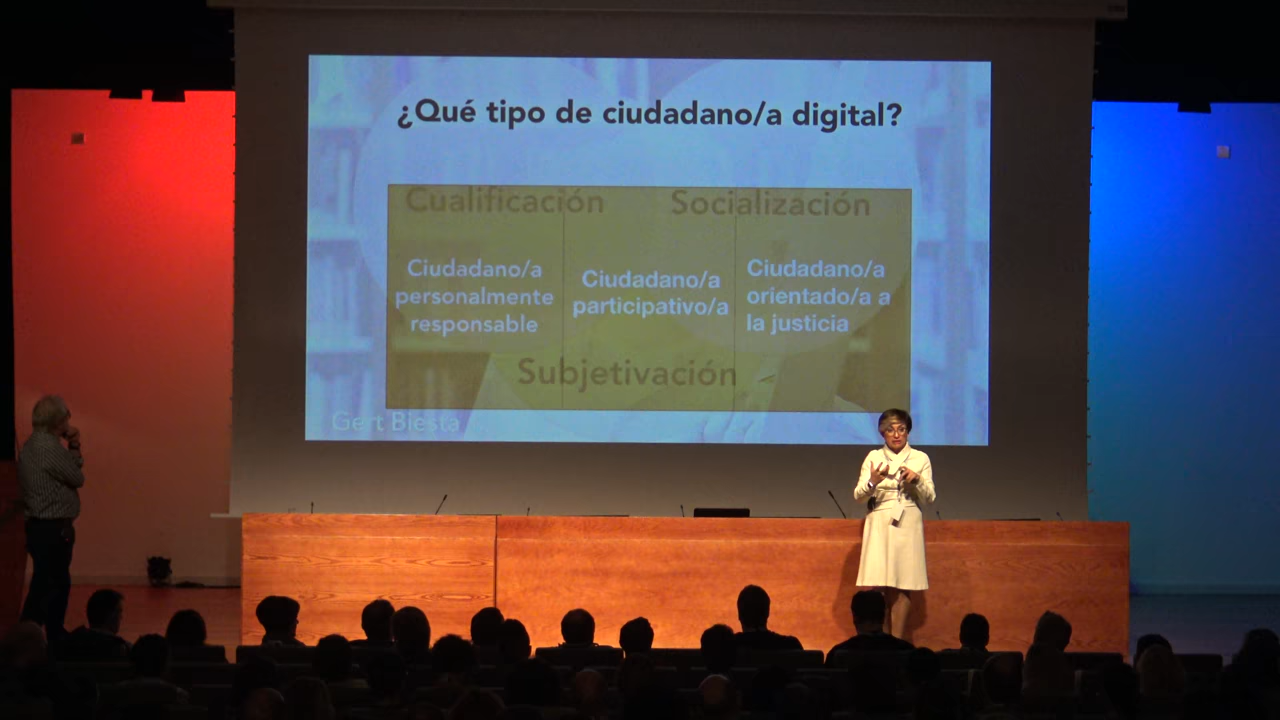 ¿Qué tipo de ciudadano/a digital?
Cualificación
Socialización
Ciudadano/a
personalmente
responsable
Ciudadano/a
participativo/a
Ciudadano/a
orientado/a a
la justicia
Subjetivación
Gert Biesta